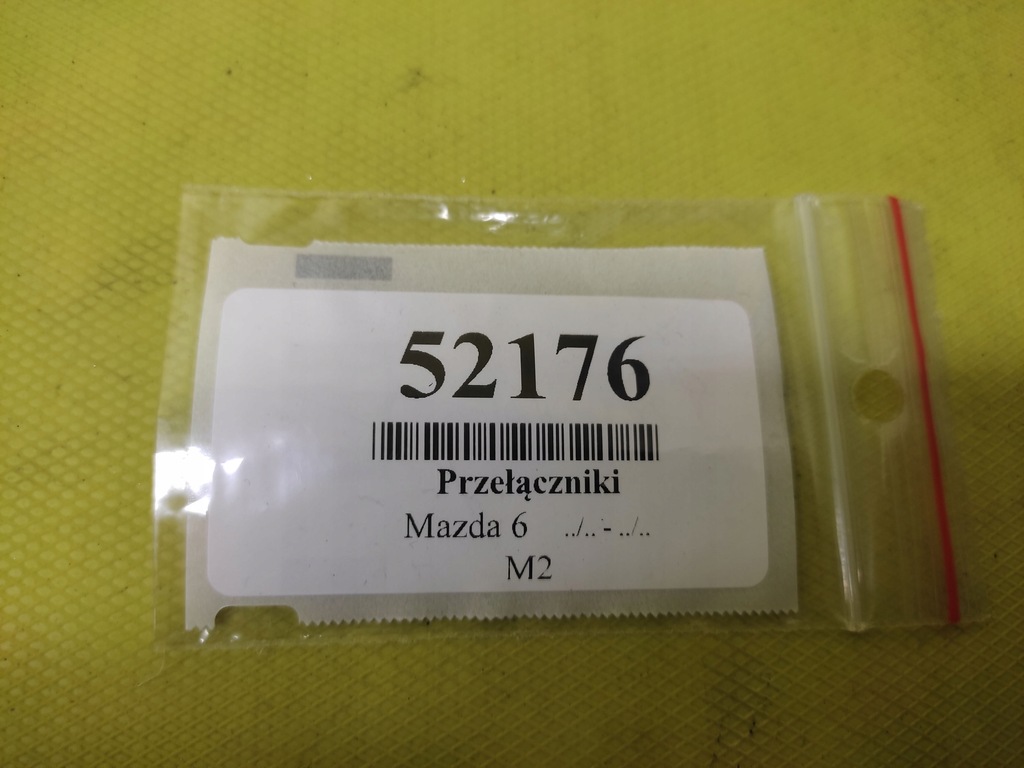 52176
Przełączniki
Mazda 6 ../.. - ../..
M2